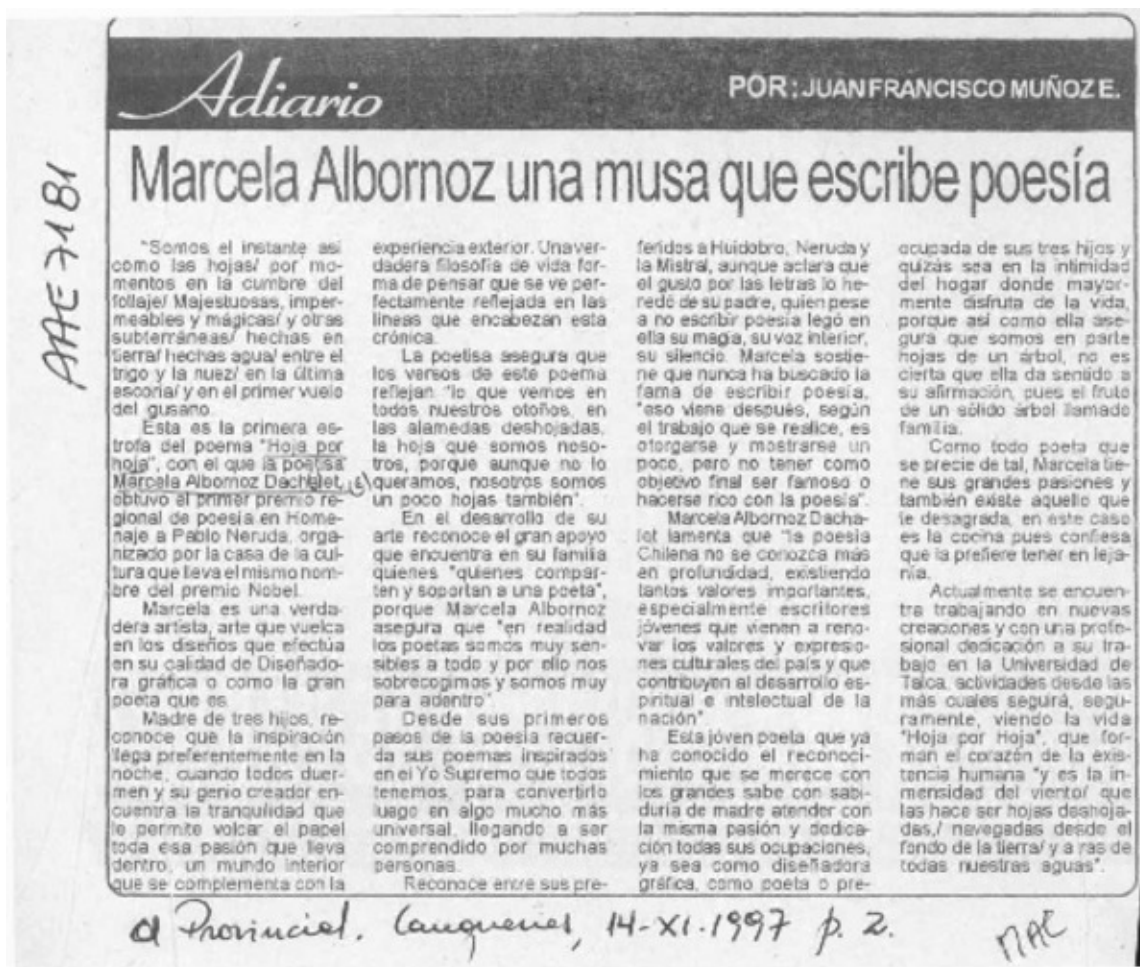 Adiario
POR: JUAN FRANCISCO MUÑOZ E.
Marcela Albornoz una musa que escribe poesía
AAE 7181
"Somos el instante así
como las hojas/ por mo-
mentos en la cumbre del
follaje/ Majestuosas, imper-
meables y mágicas/ y otras
subterráneas/ hechas en
tierra/ hechas agua/ entre el
trigo y la nuez/ en la última
escoria/ y en el primer vuelo
del gusano.
Esta es la primera es-
trofa del poema "Hoja por
hoja", con el que la poetisa
Marcela Albornoz Dachelet,
obtuvo el primer premio re-
gional de poesía en Home-
naje a Pablo Neruda, orga-
nizado por la casa de la cul-
tura que lleva el mismo nom-
bre del premio Nobel.
Marcela es una verda-
dera artista, arte que vuelca
en los diseños que efectúa
en su calidad de Diseñado-
ra gráfica o como la gran
poeta que es.
Madre de tres hijos, re-
conoce que la inspiración
llega preferentemente en la
noche, cuando todos duer-
men y su genio creador en-
cuentra la tranquilidad que
le permite volcar el papel
toda esa pasión que lleva
dentro, un mundo interior
que se complementa con la
experiencia exterior. Una ver-
dadera filosofía de vida for-
ma de pensar que se ve per-
fectamente reflejada en las
líneas que encabezan esta
crónica.
La poetisa asegura que
los versos de este poema
reflejan "lo que vemos en
todos nuestros otoños, en
las alamedas deshojadas,
la hoja que somos noso-
tros, porque aunque no lo
queramos, nosotros somos
un poco hojas también".
En el desarrollo de su
arte reconoce el gran apoyo
que encuentra en su familia
quienes "quienes compar-
ten y soportan a una poeta",
porque Marcela Albornoz
asegura que "en realidad
los poetas somos muy sen-
sibles a todo y por ello nos
sobrecogimos y somos muy
para adentro".
Desde sus primeros
pasos de la poesía recuer-
da sus poemas inspirados
en el Yo Supremo que todos
tenemos, para convertirlo
luego en algo mucho más
universal, llegando a ser
comprendido por muchas
personas.
Reconoce entre sus pre-
feridos a Huidobro, Neruda y
la Mistral, aunque aclara que
el gusto por las letras lo he-
redó de su padre, quien pese
a no escribir poesía legó en
ella su magia, su voz interior,
su silencio. Marcela sostie-
ne que nunca ha buscado la
fama de escribir poesía,
"eso viene después, según
el trabajo que se realice, es
otorgarse y mostrarse un
poco, pero no tener como
objetivo final ser famoso o
hacerse rico con la poesía".
Marcela Albornoz Dacha-
let lamenta que "la poesía
Chilena no se conozca más
en profundidad, existiendo
tantos valores importantes,
especialmente escritores
jóvenes que vienen a reno-
var los valores y expresio-
nes culturales del país y que
contribuyen al desarrollo es-
piritual e intelectual de la
nación".
Esta jóven poeta que ya
ha conocido el reconoci-
miento que se merece con
los grandes sabe con sabi-
duría de madre atender con
la misma pasión y dedica-
ción todas sus ocupaciones,
ya sea como diseñadora
gráfica, como poeta o pre-
ocupada de sus tres hijos y
quizás sea en la intimidad
del hogar donde mayor-
mente disfruta de la vida,
porque así como ella ase-
gura que somos en parte
hojas de un árbol, no es
cierta que ella da sentido a
su afirmación, pues el fruto
de un sólido árbol llamado
familia.
Como todo poeta que
se precie de tal, Marcela tie-
ne sus grandes pasiones y
también existe aquello que
le desagrada, en este caso
es la cocina pues confiesa
que la prefiere tener en leja-
nía.
Actualmente se encuen-
tra trabajando en nuevas
creaciones y con una profe-
sional dedicación a su tra-
bajo en la Universidad de
Talca, actividades desde las
más cuales segurá, segu-
ramente, viendo la vida
"Hoja por Hoja", que for-
man el corazón de la exis-
tencia humana "y es la in-
mensidad del viento/ que
las hace ser hojas deshoja-
das,/ navegadas desde el
fondo de la tierra/ y a ras de
todas nuestras aguas".
El Provincial. Cauquenes, 14-XI-1997 p. 2.
MAE